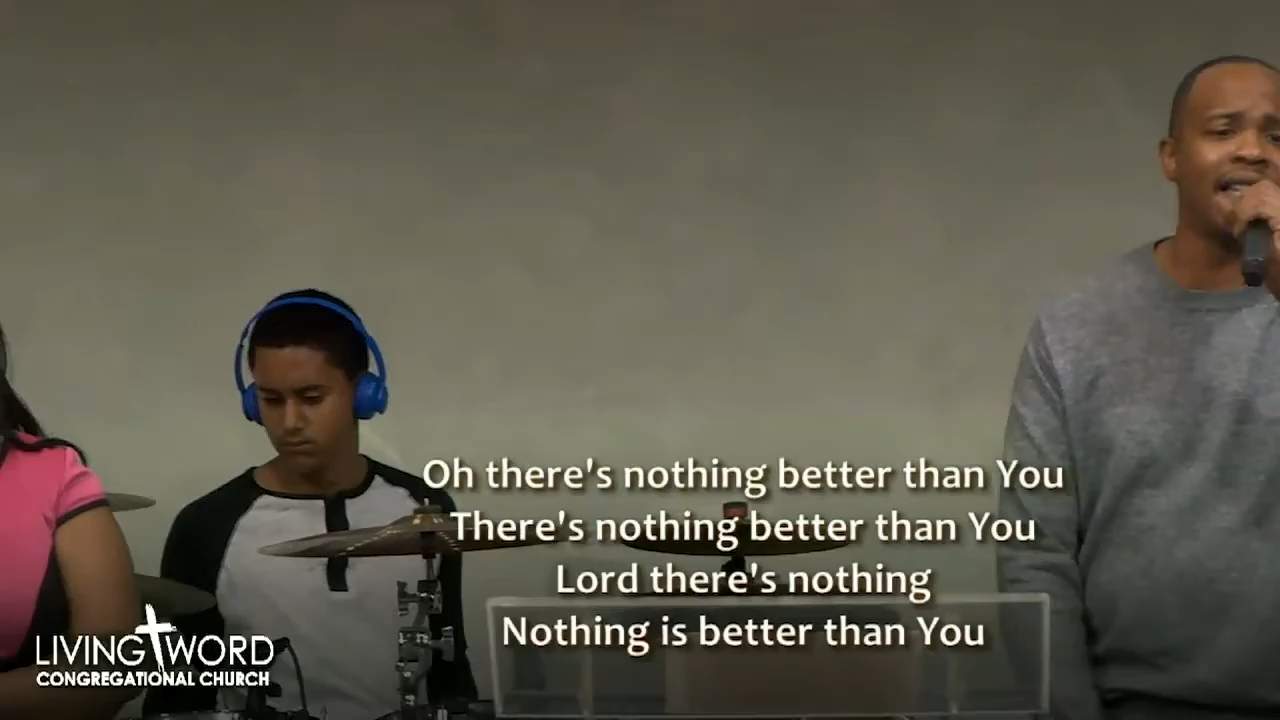 Oh there's nothing better than You
There's nothing better than You
Lord there's nothing
Nothing is better than You
LIVING WORD
CONGREGATIONAL CHURCH